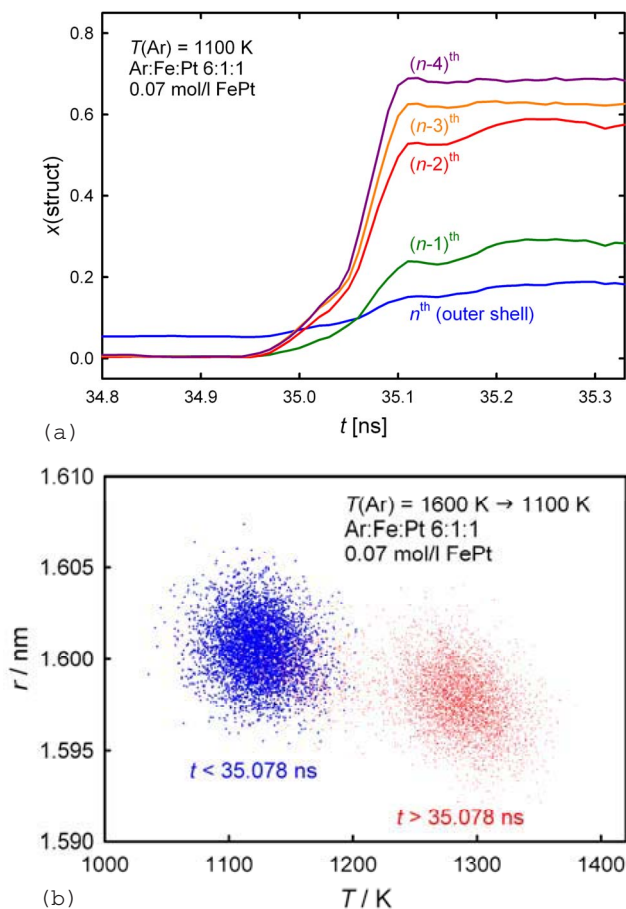 0.8
T(Ar) = 1100 K
Ar:Fe:Pt 6:1:1
0.07 mol/l FePt
(n-4)th
0.6
(n-3)th
(n-2)th
x(struct)
0.4
(n-1)th
0.2
nth (outer shell)
0.0
34.8 34.9 35.0 35.1 35.2 35.3
t [ns]
(a)
1.610
T(Ar) = 1600 K → 1100 K
Ar:Fe:Pt 6:1:1
0.07 mol/l FePt
1.605
r / nm
1.600
1.595
t < 35.078 ns
t > 35.078 ns
1.590
1000 1100 1200 1300 1400
T / K
(b)